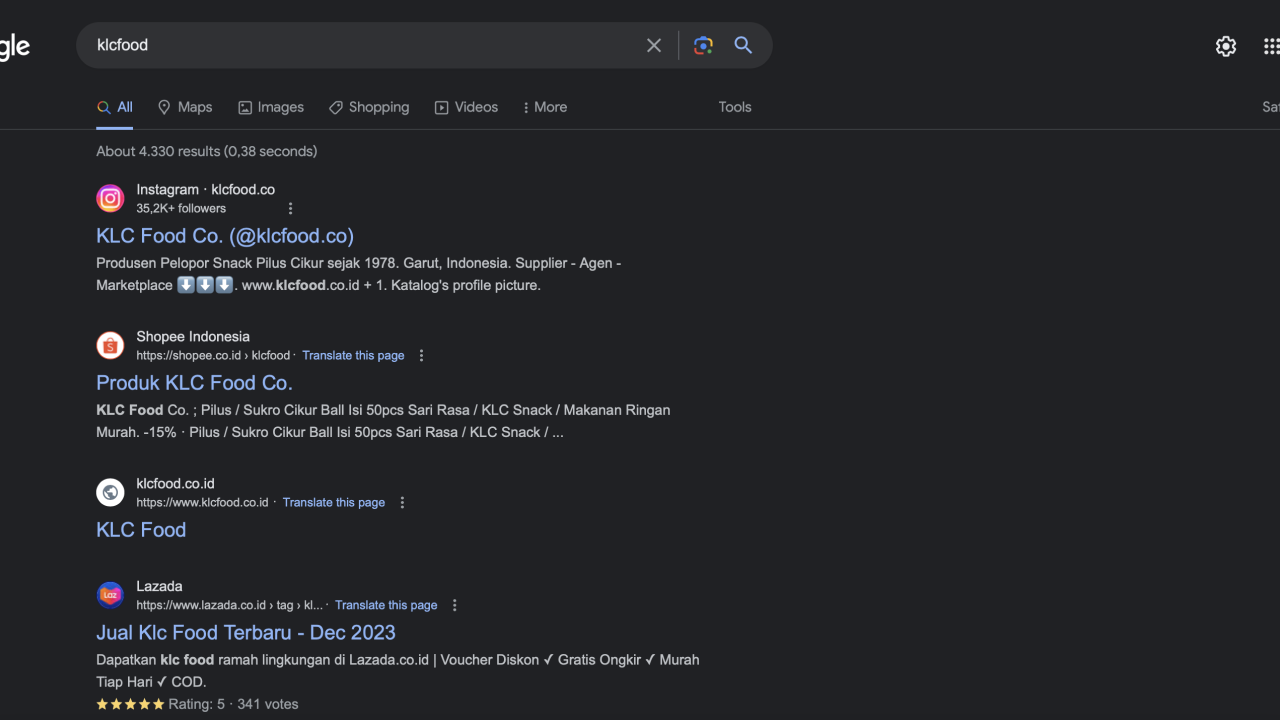 gle
klcfood
All Maps Images Shopping Videos More Tools Sat
About 4.330 results (0,38 seconds)
Instagram · klcfood.co
35,2K+ followers
KLC Food Co. (@klcfood.co)
Produsen Pelopor Snack Pilus Cikur sejak 1978. Garut, Indonesia. Supplier - Agen -
Marketplace ⬇️⬇️⬇️. www.klcfood.co.id + 1. Katalog's profile picture.
Shopee Indonesia
https://shopee.co.id › klcfood · Translate this page
Produk KLC Food Co.
KLC Food Co. ; Pilus / Sukro Cikur Ball Isi 50pcs Sari Rasa / KLC Snack / Makanan Ringan
Murah. -15% · Pilus / Sukro Cikur Ball Isi 50pcs Sari Rasa / KLC Snack / ...
klcfood.co.id
https://www.klcfood.co.id · Translate this page
KLC Food
Laz
Lazada
https://www.lazada.co.id › tag › kl... · Translate this page
Jual Klc Food Terbaru - Dec 2023
Dapatkan klc food ramah lingkungan di Lazada.co.id | Voucher Diskon ✓ Gratis Ongkir ✓ Murah
Tiap Hari ✓ COD.
★★★★★ Rating: 5 · 341 votes